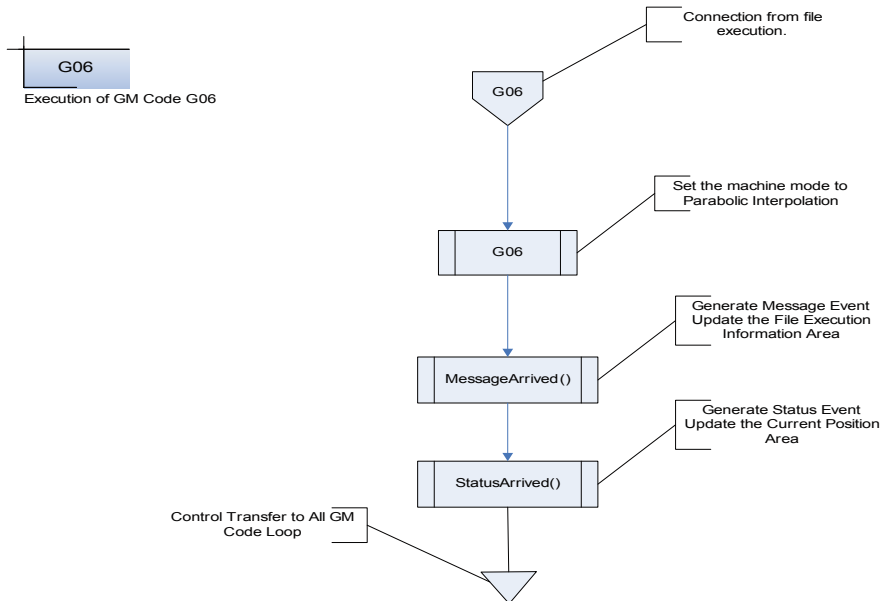 G06
Execution of GM Code G06
Connection from file
execution.
G06
Set the machine mode to
Parabolic Interpolation
G06
Generate Message Event
Update the File Execution
Information Area
MessageArrived()
Generate Status Event
Update the Current Position
Area
StatusArrived()
Control Transfer to All GM
Code Loop